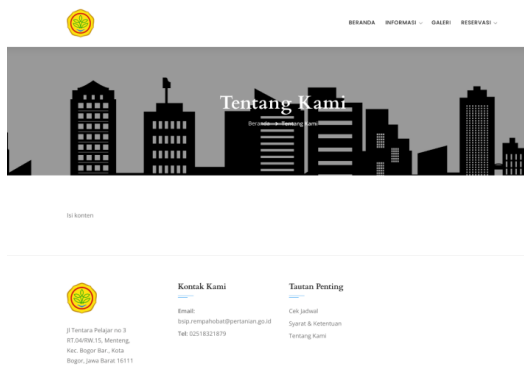 BERANDA INFORMASI GALERI RESERVASI
Tentang Kami
Beranda → Tentang Kami
Isi konten
Kontak Kami
Email:
bsip.rempahobat@pertanian.go.id
Tel: 02518321879
Tautan Penting
Cek Jadwal
Syarat & Ketentuan
Tentang Kami
Jl Tentara Pelajar no 3
RT.04/RW.15, Menteng,
Kec. Bogor Bar., Kota
Bogor, Jawa Barat 16111